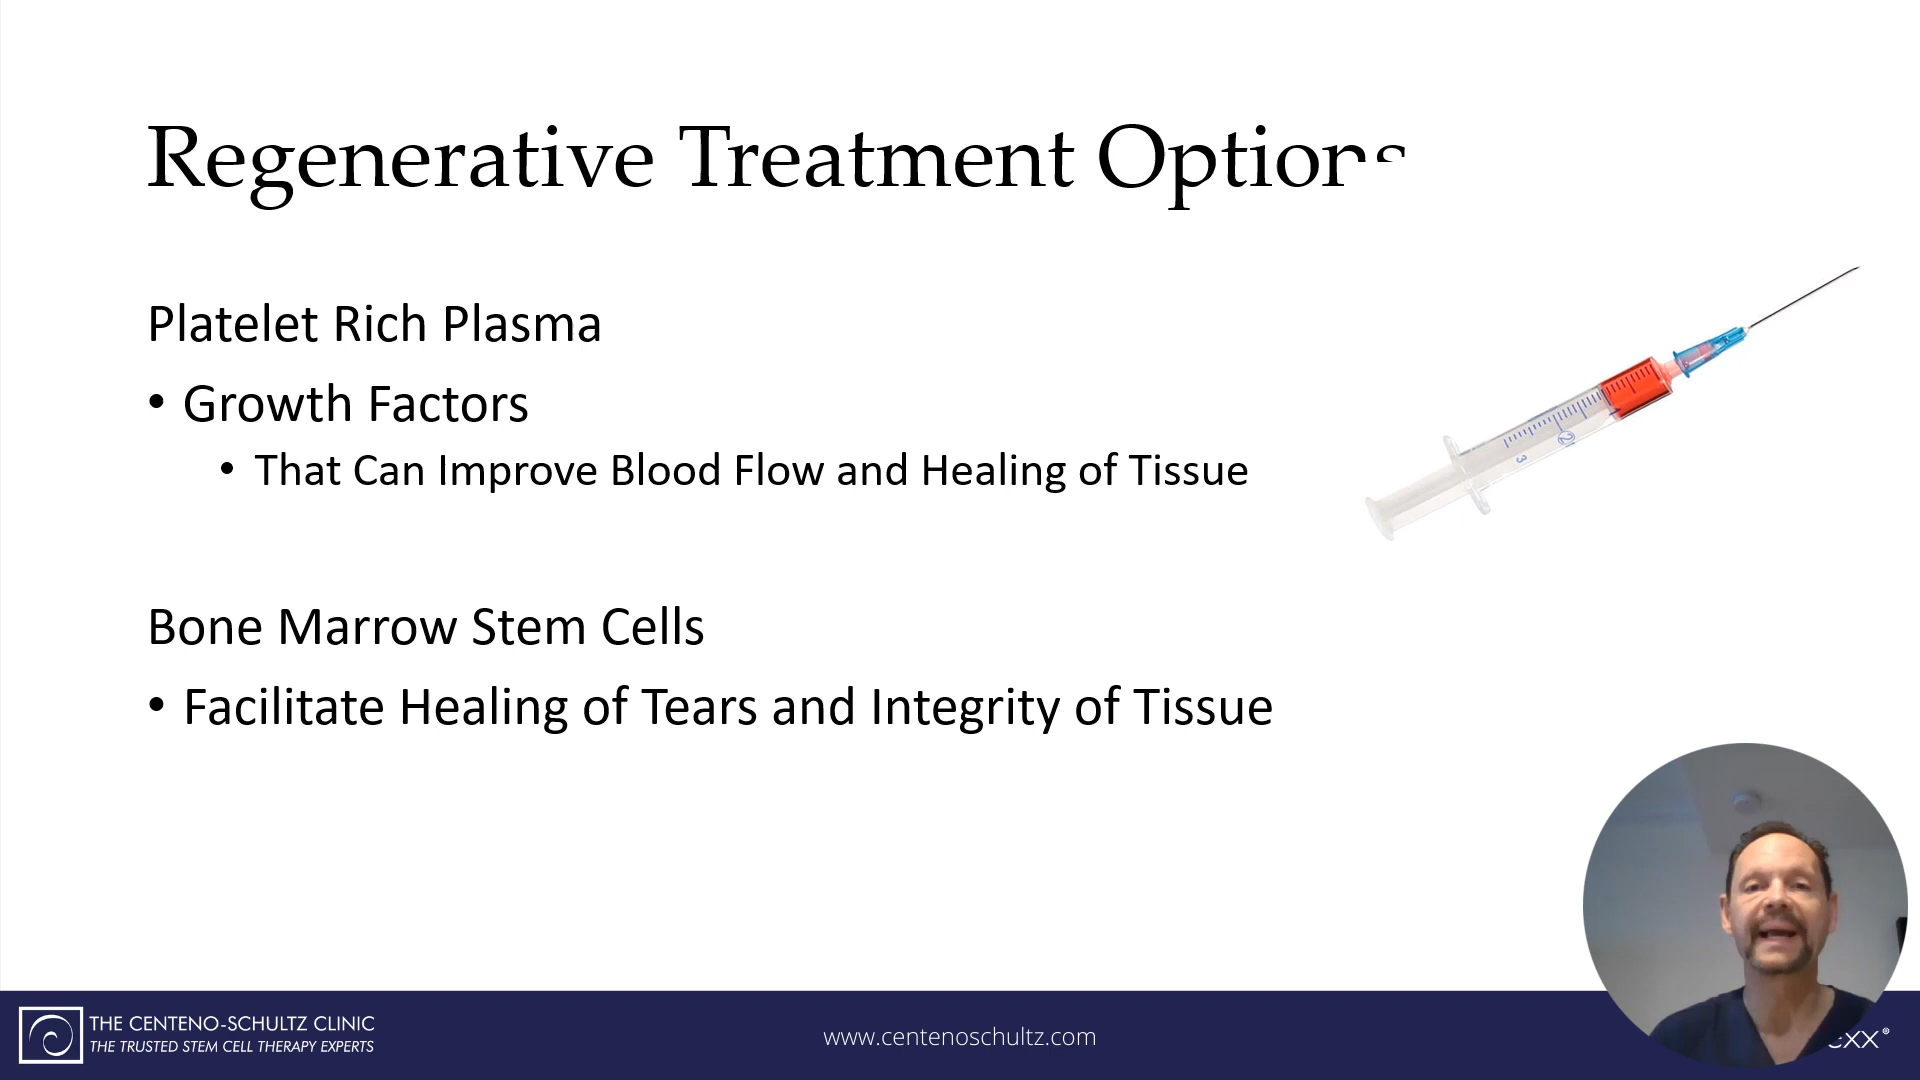 Regenerative Treatment Options
Platelet Rich Plasma
• Growth Factors
• That Can Improve Blood Flow and Healing of Tissue
Bone Marrow Stem Cells
• Facilitate Healing of Tears and Integrity of Tissue
THE CENTENO-SCHULTZ CLINIC
THE TRUSTED STEM CELL THERAPY EXPERTS
www.centenoschultz.com